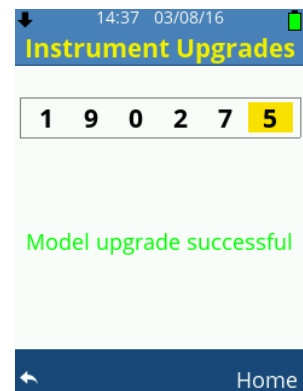 14:37 03/08/16
Instrument Upgrades
1 9 0 2 7 5
Model upgrade successful
Home